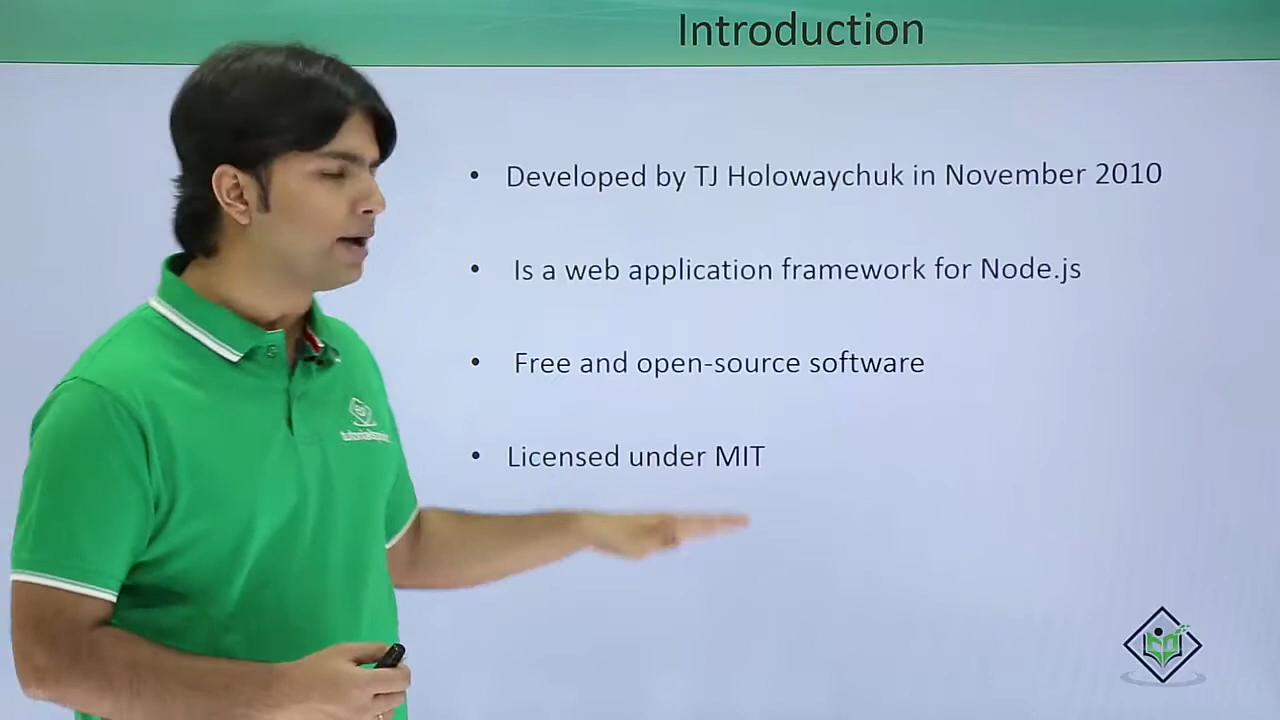 Introduction
• Developed by TJ Holowaychuk in November 2010
• Is a web application framework for Node.js
• Free and open-source software
• Licensed under MIT